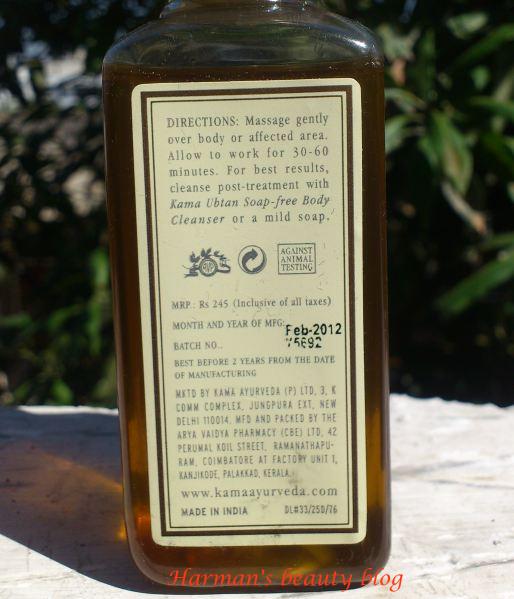 DIRECTIONS: Massage gently
over body or affected area.
Allow to work for 30-60
minutes. For best results,
cleanse post-treatment with
Kama Ubtan Soap-free Body
Cleanser or a mild soap.
AGAINST
ANIMAL
TESTING
MRP.: Rs 245 (Inclusive of all taxes)
MONTH AND YEAR OF MFG: Feb-2012
BATCH NO.. Y5692
BEST BEFORE 2 YEARS FROM THE DATE
OF MANUFACTURING
MKTD BY KAMA AYURVEDA (P) LTD, 3, K
COMM COMPLEX, JUNGPURA EXT, NEW
DELHI 110014. MFD AND PACKED BY THE
ARYA VAIDYA PHARMACY (CBE) LTD, 42
PERUMAL KOIL STREET, RAMANATHAPU-
RAM, COIMBATORE AT FACTORY UNIT 1,
KANJIKODE, PALAKKAD, KERALA.
www.kamaayurveda.com
MADE IN INDIA DL#33/25D/76
Harman's beauty blog